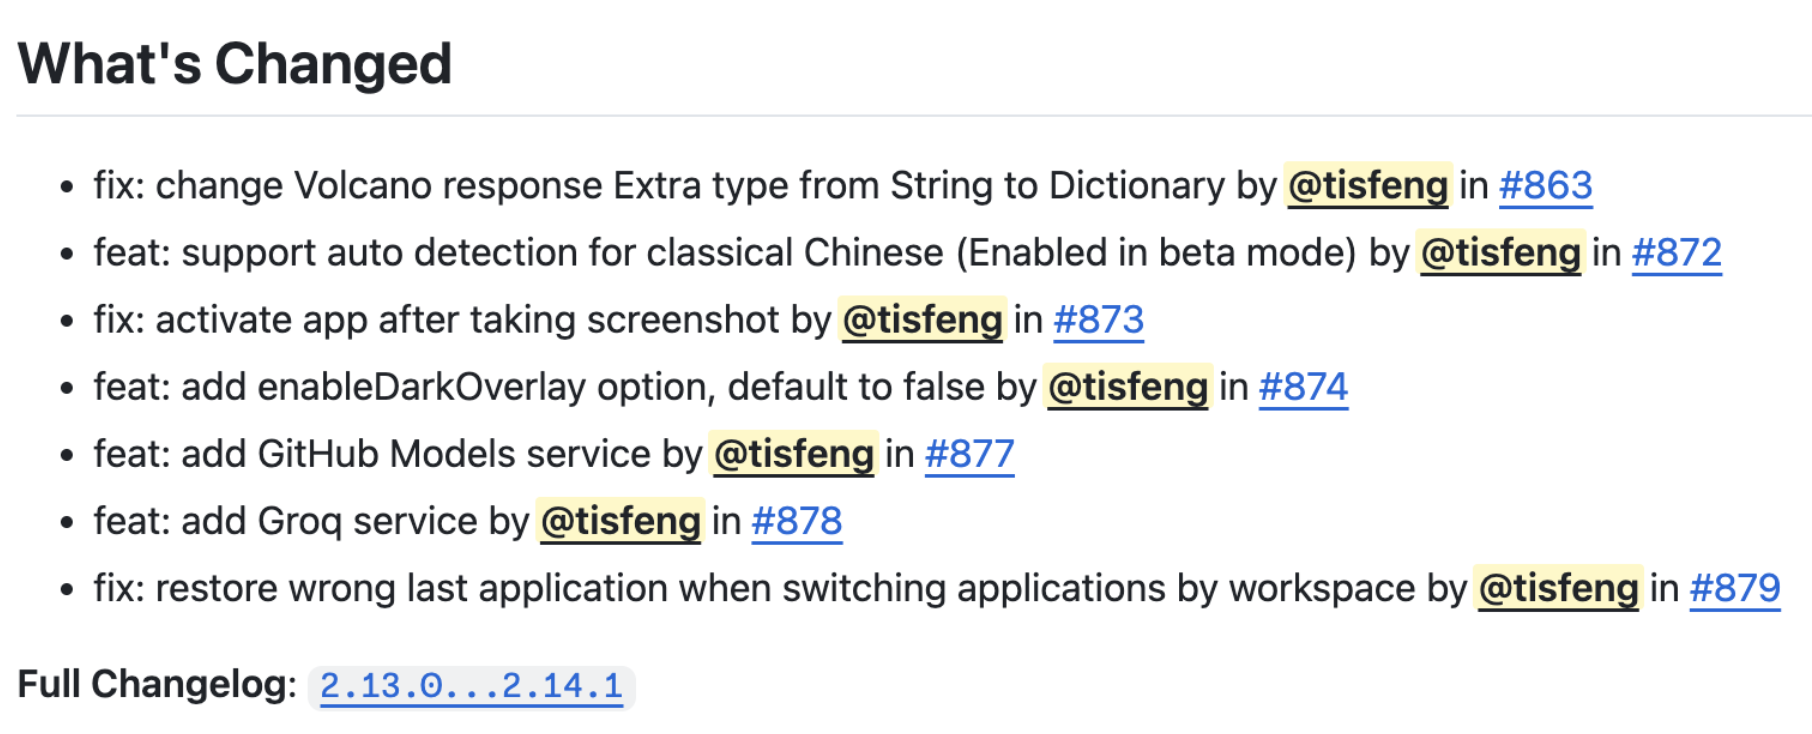 What's Changed
• fix: change Volcano response Extra type from String to Dictionary by @tisfeng in #863
• feat: support auto detection for classical Chinese (Enabled in beta mode) by @tisfeng in #872
• fix: activate app after taking screenshot by @tisfeng in #873
• feat: add enableDarkOverlay option, default to false by @tisfeng in #874
• feat: add GitHub Models service by @tisfeng in #877
• feat: add Groq service by @tisfeng in #878
• fix: restore wrong last application when switching applications by workspace by @tisfeng in #879
Full Changelog: 2.13.0...2.14.1